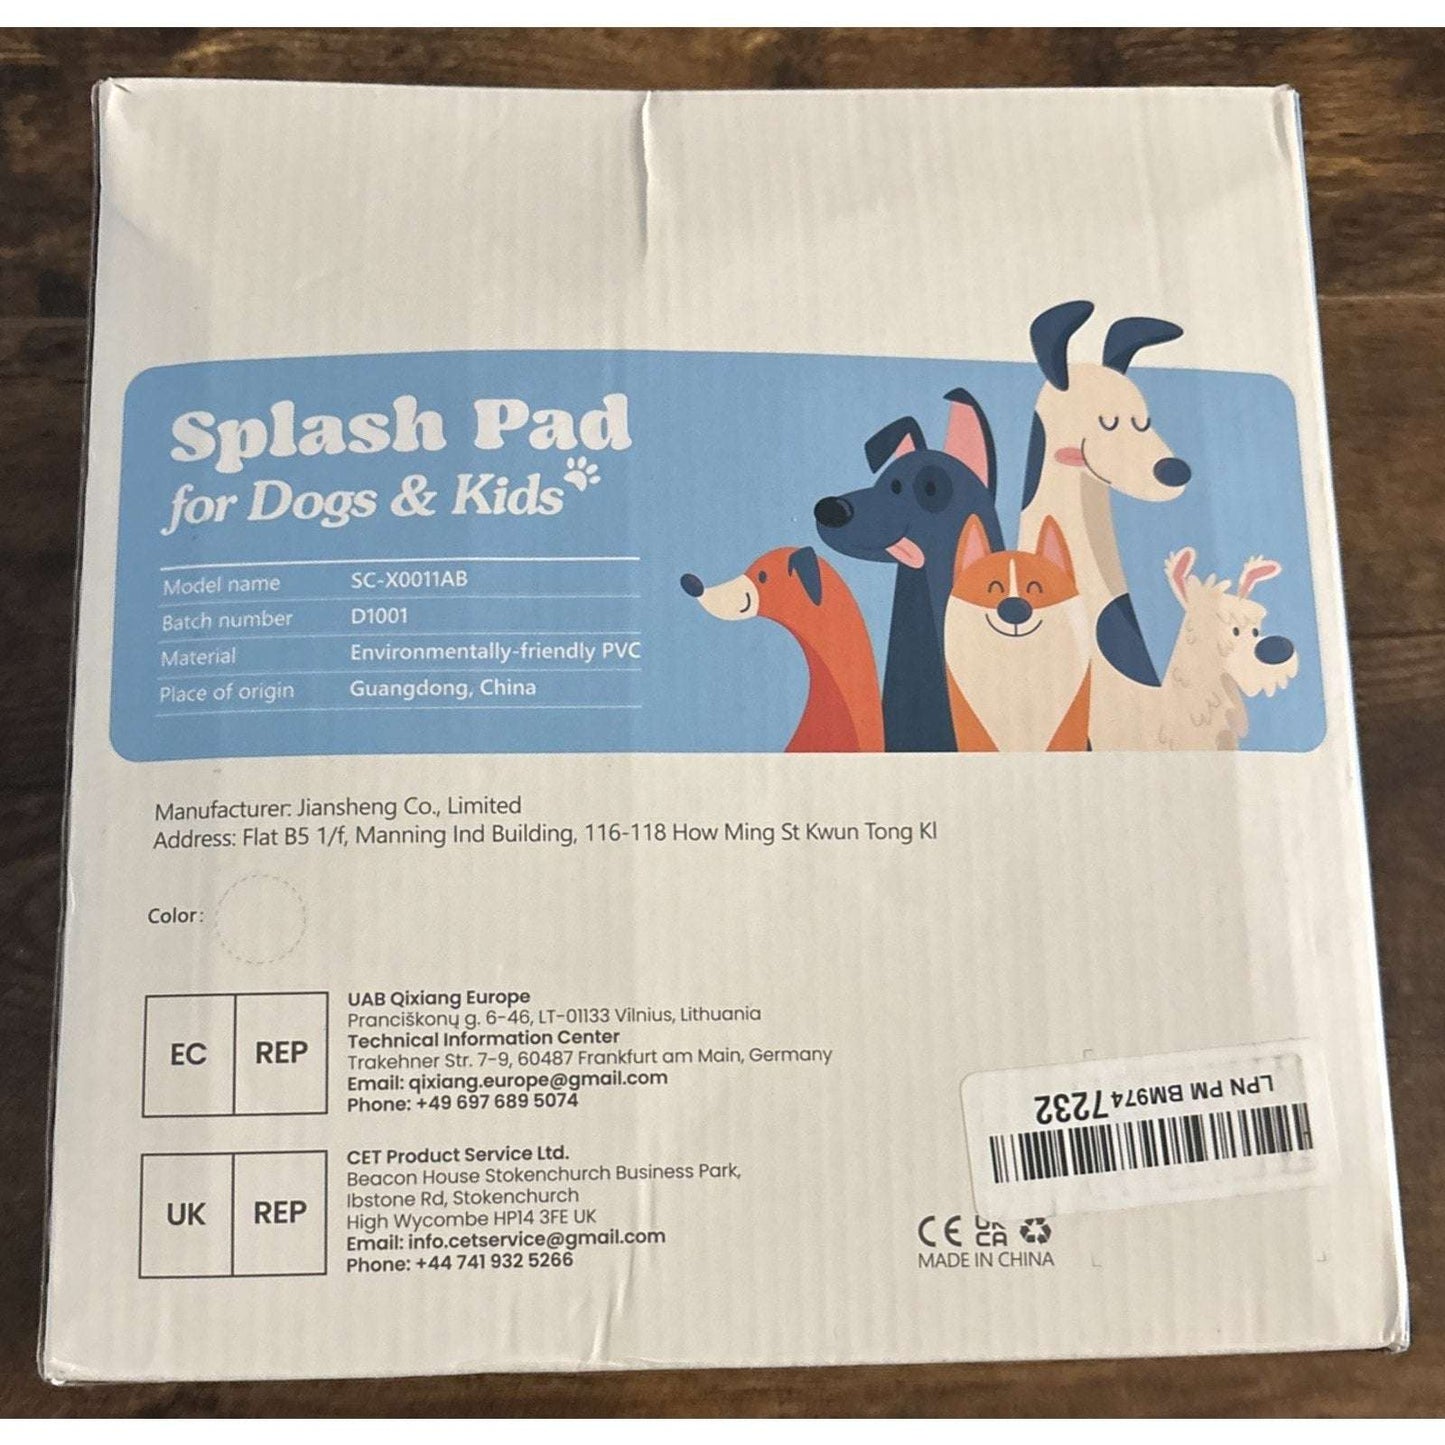 Splash Pad
for Dogs & Kids
Model name SC-X0011AB
Batch number D1001
Material Environmentally-friendly PVC
Place of origin Guangdong, China
Manufacturer: Jiansheng Co., Limited
Address: Flat B5 1/f, Manning Ind Building, 116-118 How Ming St Kwun Tong Kl
Color:
EC REP
UAB Qixiang Europe
Pranciškonų g. 6-46, LT-01133 Vilnius, Lithuania
Technical Information Center
Trakehner Str. 7-9, 60487 Frankfurt am Main, Germany
Email: qixiang.europe@gmail.com
Phone: +49 697 689 5074
UK REP
CET Product Service Ltd.
Beacon House Stokenchurch Business Park,
Ibstone Rd, Stokenchurch
High Wycombe HP14 3FE UK
Email: info.cetservice@gmail.com
Phone: +44 741 932 5266
LPN PM BM974 7232
CE UK
CA
MADE IN CHINA